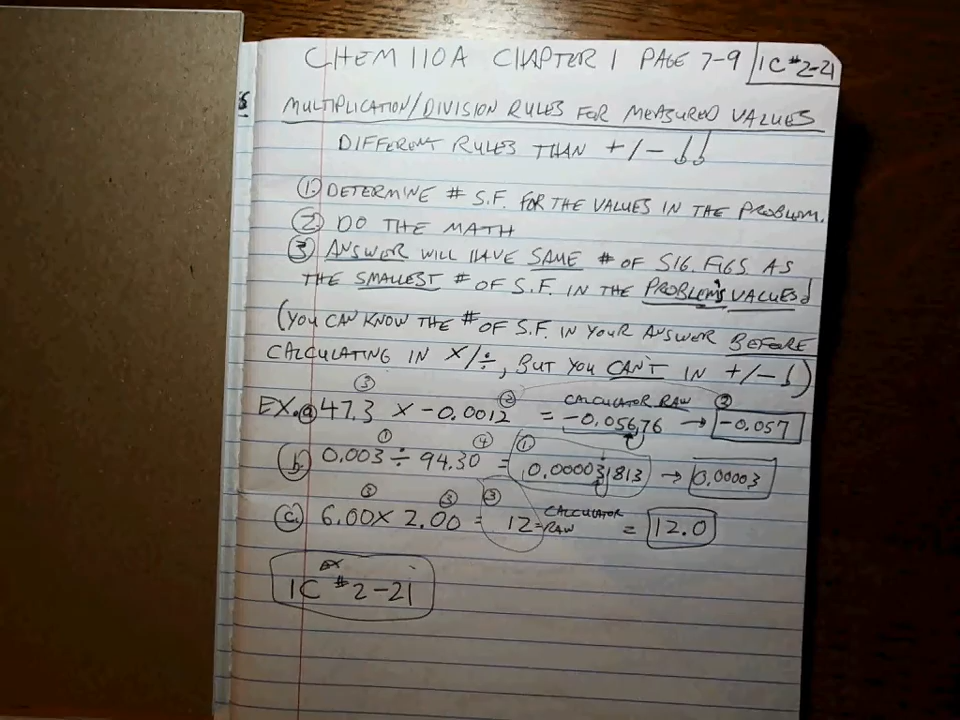 CHEM 110A CHAPTER 1 PAGE 7-9 1C #2-21
MULTIPLICATION/DIVISION RULES FOR MEASURED VALUES
DIFFERENT RULES THAN +/- ↓↓
① DETERMINE # S.F. FOR THE VALUES IN THE PROBLEM.
② DO THE MATH
③ ANSWER WILL HAVE SAME # OF SIG. FIGS. AS
THE SMALLEST # OF S.F. IN THE PROBLEM'S VALUES!
(YOU CAN KNOW THE # OF S.F. IN YOUR ANSWER BEFORE
CALCULATING IN X/÷, BUT YOU CAN'T IN +/- !)
③ ② CALCULATOR RAW ②
EX. ⓐ 47.3 X -0.0012 = -0.05676 → -0.057
① ④ ①
ⓑ 0.003 ÷ 94.30 = 0.000031813 → 0.00003
③ ③ ③
ⓒ 6.00 X 2.00 = 12 = CALCULATOR RAW = 12.0
EX
1C #2-21